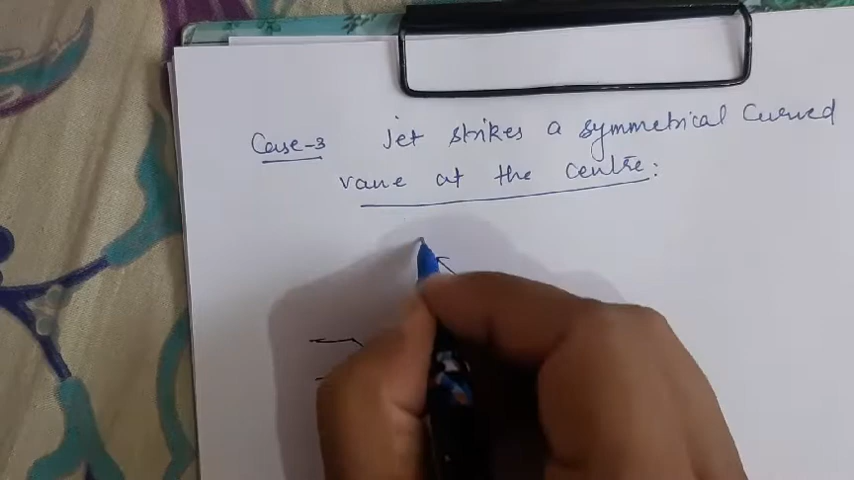 Case-3 jet strikes a symmetrical curved
vane at the centre: